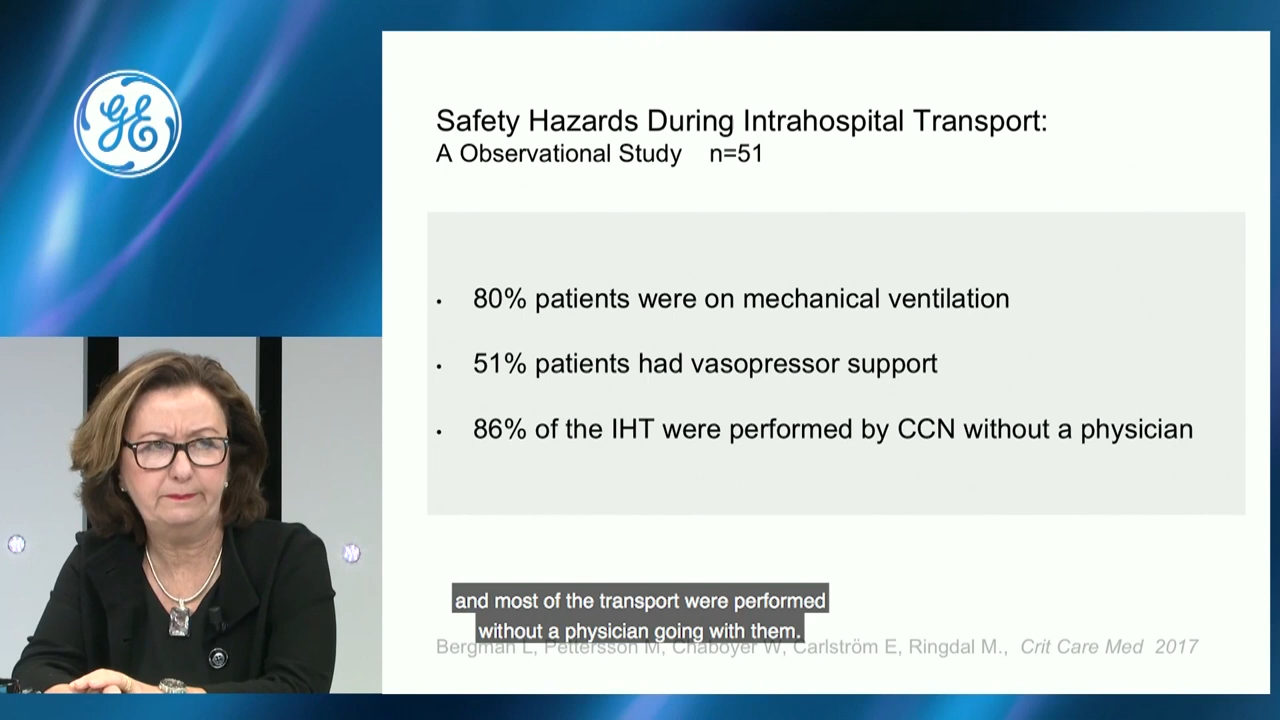 GE
Safety Hazards During Intrahospital Transport:
A Observational Study n=51
• 80% patients were on mechanical ventilation
• 51% patients had vasopressor support
• 86% of the IHT were performed by CCN without a physician
and most of the transport were performed
without a physician going with them.
Bergman L, Pettersson M, Chaboyer W, Carlström E, Ringdal M., Crit Care Med 2017